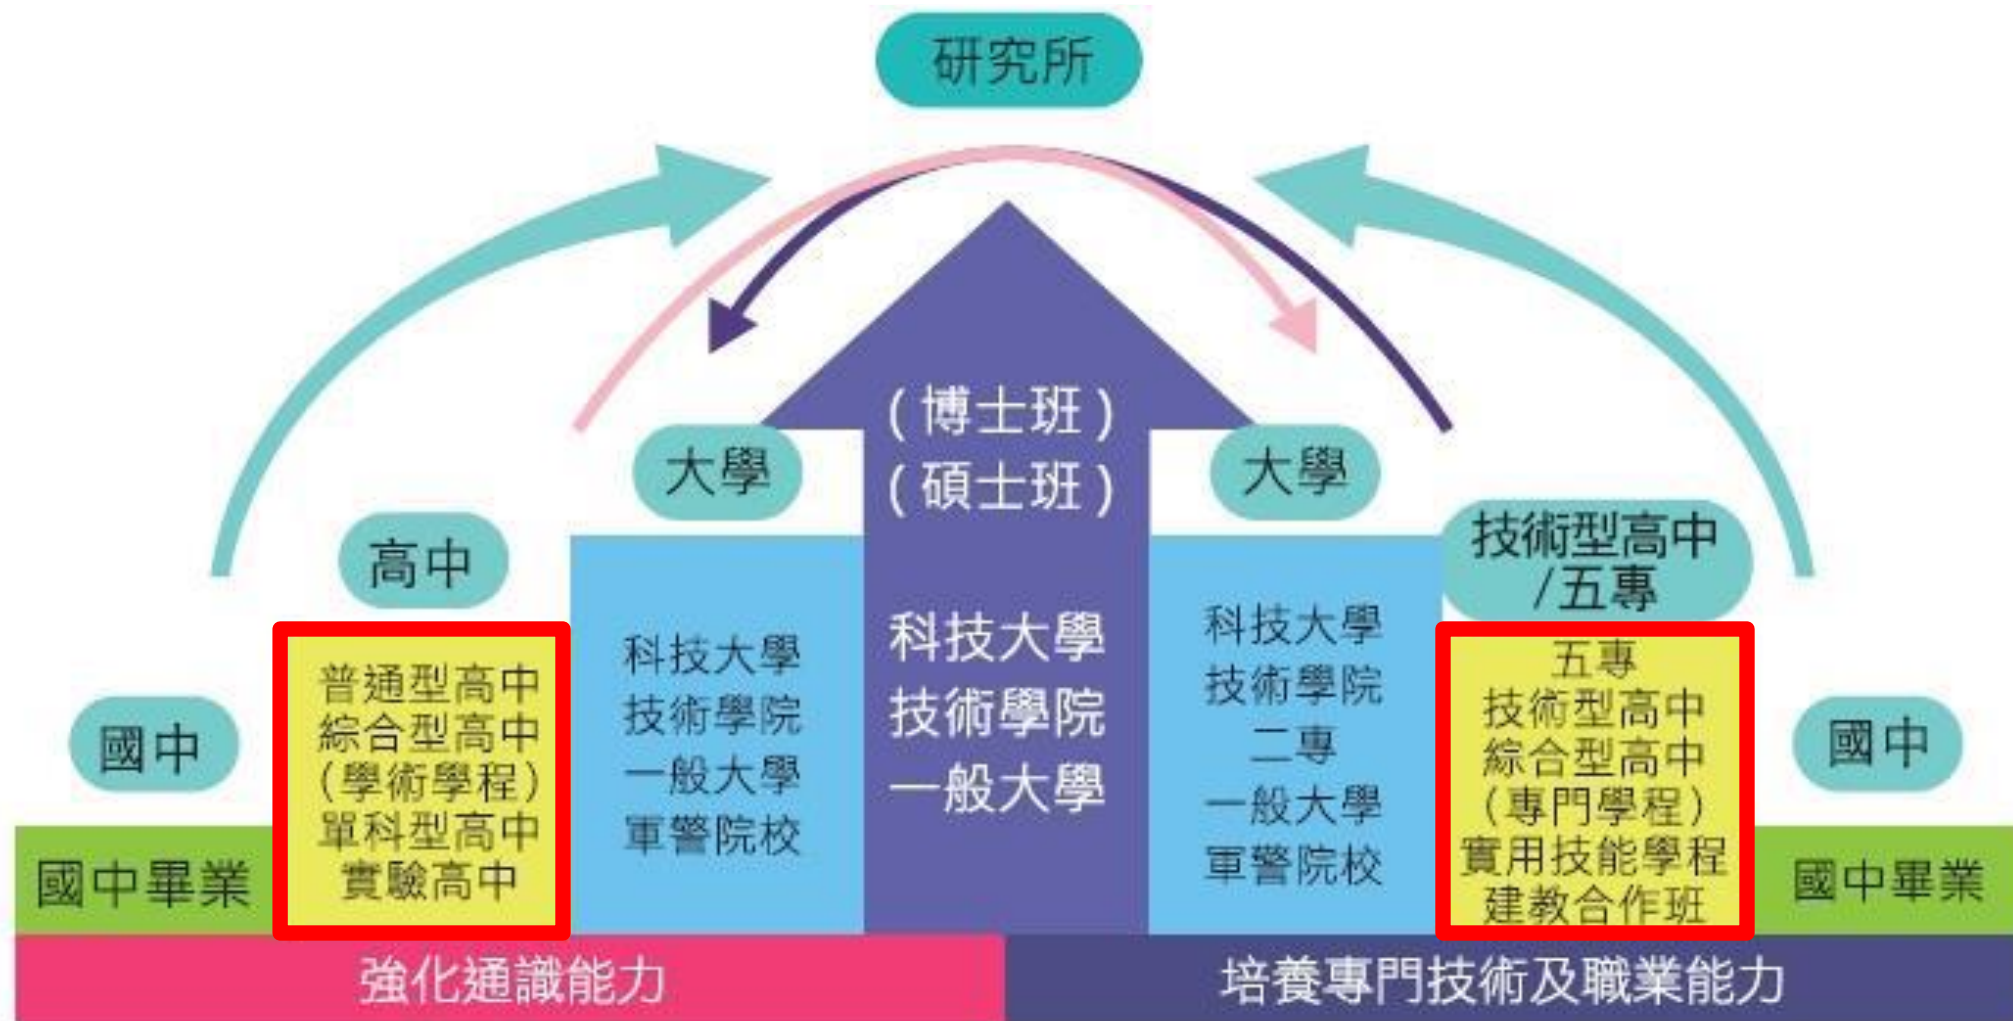 研究所
大學
高中
國中
國中畢業
普通型高中
綜合型高中
(學術學程)
單科型高中
實驗高中
科技大學
技術學院
一般大學
軍警院校
(博士班)
(碩士班)
科技大學
技術學院
一般大學
大學
科技大學
技術學院
二專
一般大學
軍警院校
技術型高中
/五專
五專
技術型高中
綜合型高中
(專門學程)
實用技能學程
建教合作班
國中
國中畢業
強化通識能力
培養專門技術及職業能力